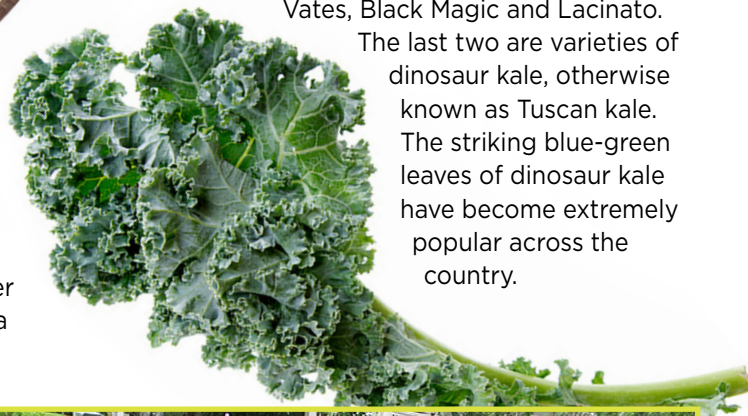 Vates, Black Magic and Lacinato.
The last two are varieties of
dinosaur kale, otherwise
known as Tuscan kale.
The striking blue-green
leaves of dinosaur kale
have become extremely
popular across the
country.
er
a